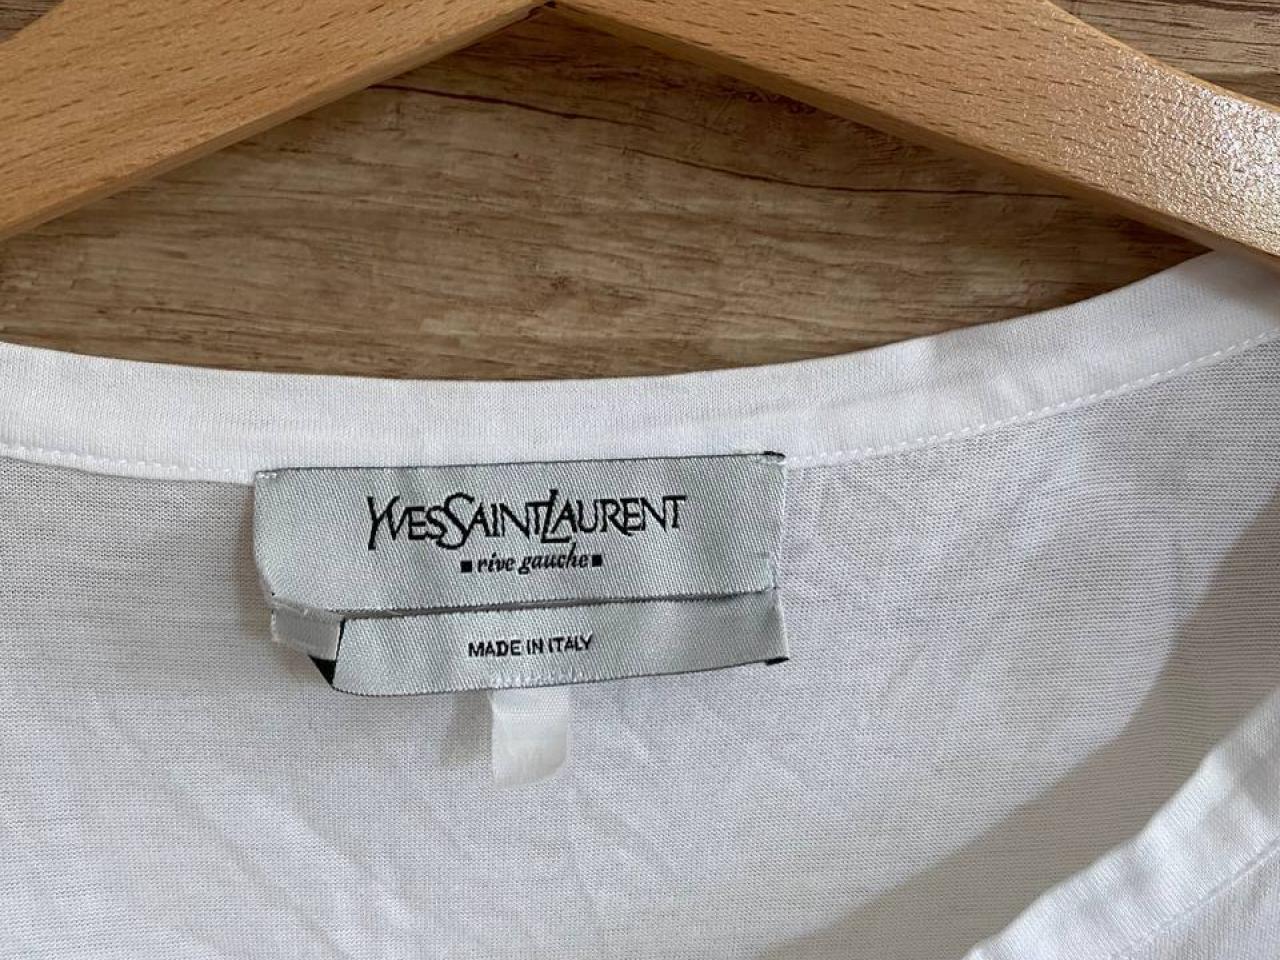 YVESSAINTLAURENT
rive gauche
MADE IN ITALY